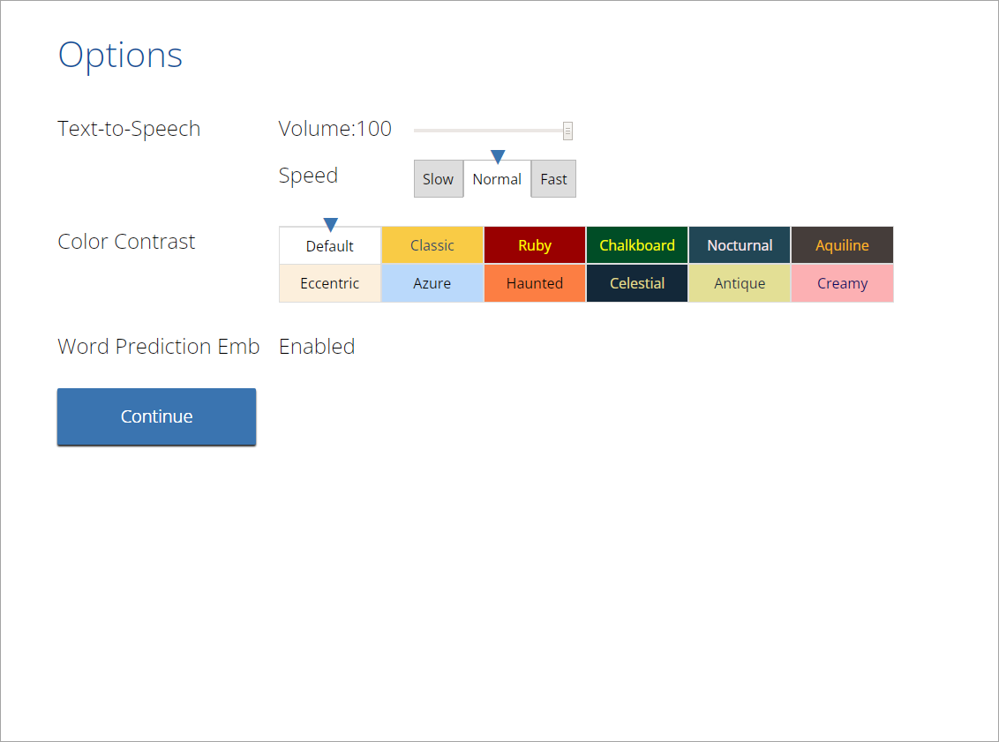 Options
Text-to-Speech Volume:100
Speed Slow Normal Fast
Color Contrast Default Classic Ruby Chalkboard Nocturnal Aquiline
Eccentric Azure Haunted Celestial Antique Creamy
Word Prediction Emb Enabled
Continue